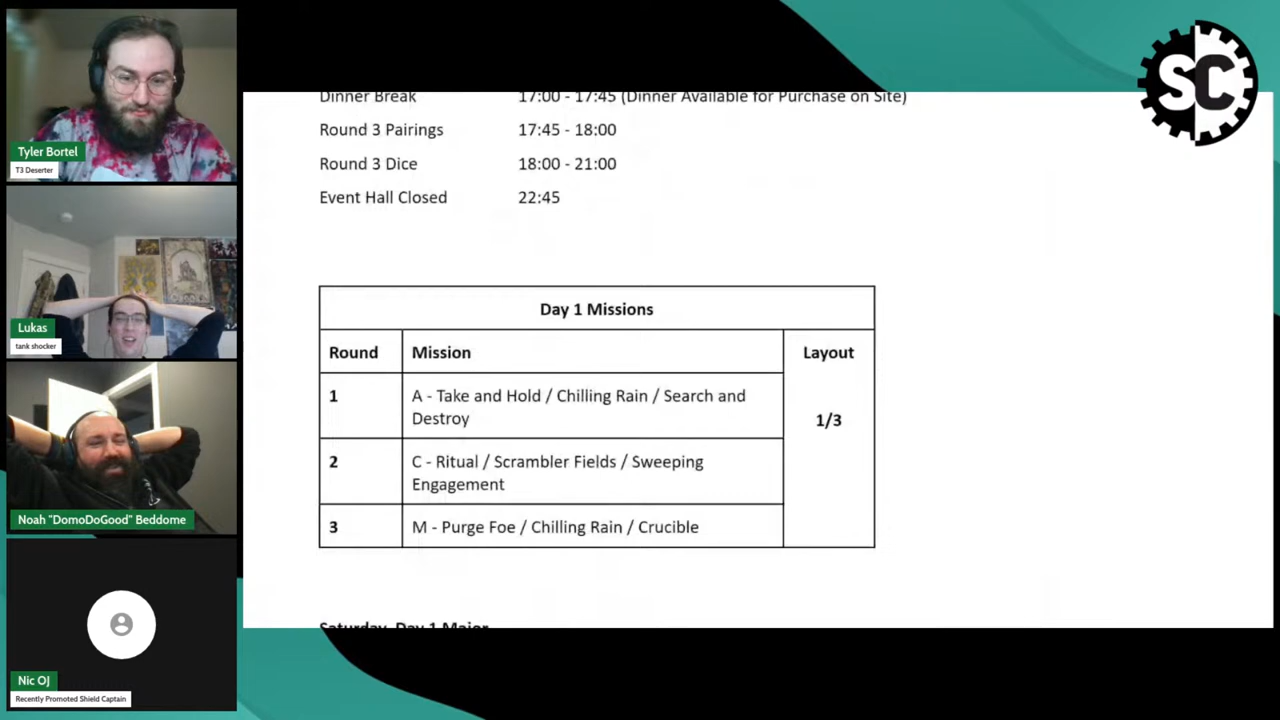 Tyler Bortel
T3 Deserter
Lukas
tank shocker
Noah "DomoDoGood" Beddome
Nic OJ
Recently Promoted Shield Captain
SC
Dinner Break 17:00 - 17:45 (Dinner Available for Purchase on Site)
Round 3 Pairings 17:45 - 18:00
Round 3 Dice 18:00 - 21:00
Event Hall Closed 22:45
Day 1 Missions
Round Mission Layout
1 A - Take and Hold / Chilling Rain / Search and
Destroy
1/3
2 C - Ritual / Scrambler Fields / Sweeping
Engagement
3 M - Purge Foe / Chilling Rain / Crucible
Saturday, Day 1 Major